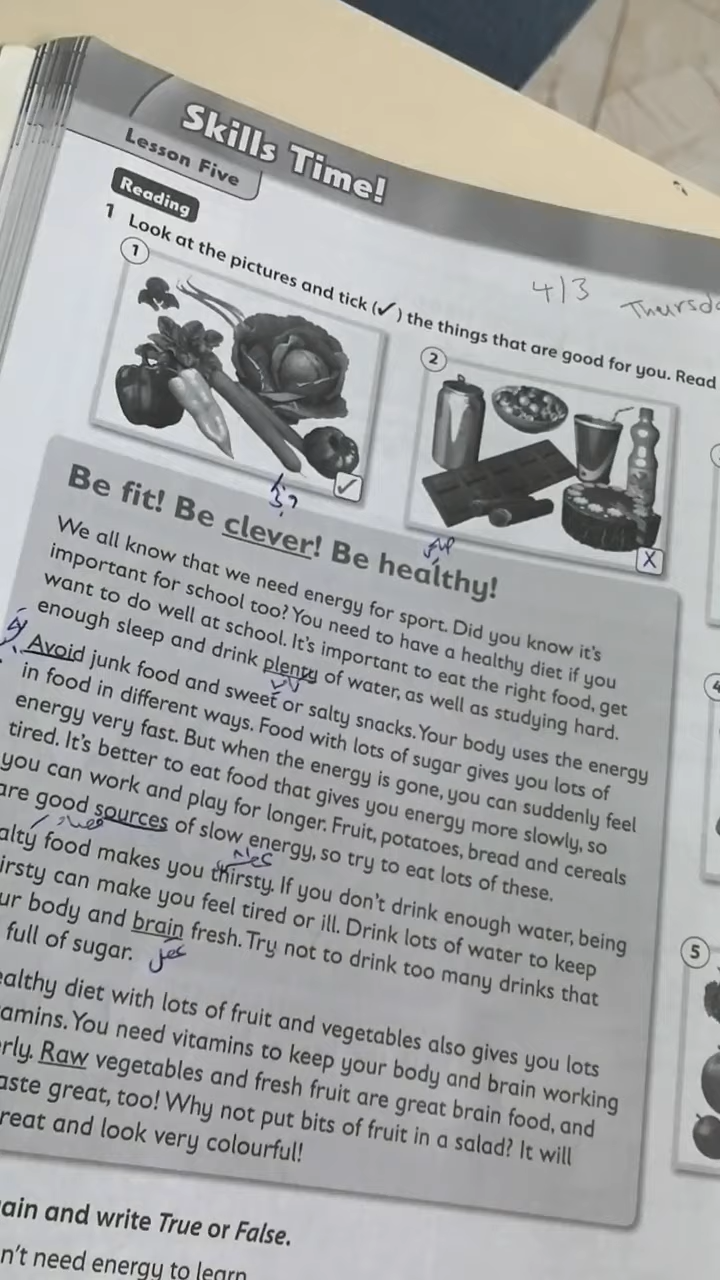 Skills Time!
Lesson Five
Reading
1 Look at the pictures and tick (✓) the things that are good for you. Read
4/3
1
2
✓
X
Be fit! Be clever! Be healthy!
We all know that we need energy for sport. Did you know it's
important for school too? You need to have a healthy diet if you
want to do well at school. It's important to eat the right food, get
enough sleep and drink plenty of water, as well as studying hard.
Avoid junk food and sweet or salty snacks. Your body uses the energy
in food in different ways. Food with lots of sugar gives you lots of
energy very fast. But when the energy is gone, you can suddenly feel
tired. It's better to eat food that gives you energy more slowly, so
you can work and play for longer. Fruit, potatoes, bread and cereals
are good sources of slow energy, so try to eat lots of these.
alty food makes you thirsty. If you don't drink enough water, being
irsty can make you feel tired or ill. Drink lots of water to keep
ur body and brain fresh. Try not to drink too many drinks that
full of sugar.
ealthy diet with lots of fruit and vegetables also gives you lots
amins. You need vitamins to keep your body and brain working
rly. Raw vegetables and fresh fruit are great brain food, and
aste great, too! Why not put bits of fruit in a salad? It will
reat and look very colourful!
5
ain and write True or False.
n't need energy to learn